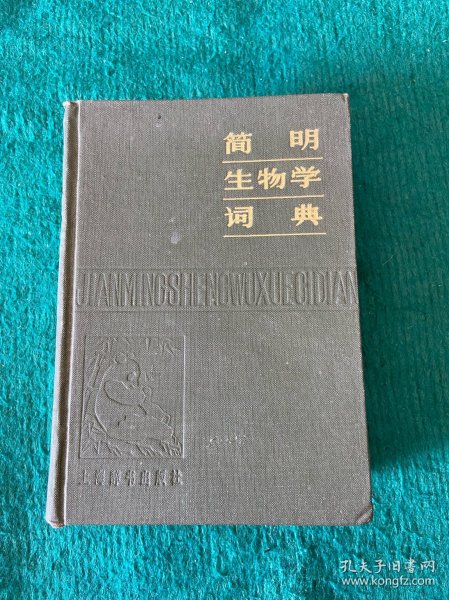 简明
生物学
词典
JIANMINGSHENGWUXUECIDIAN
上海辞书出版社
孔夫子旧书网
www.kongfz.com